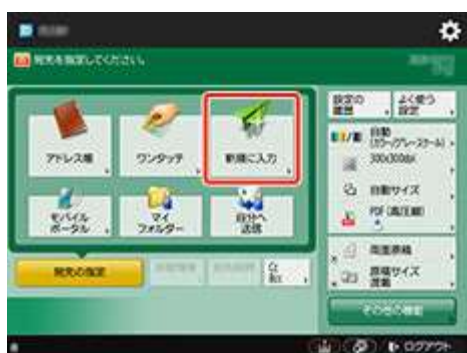 宛先を指定してください。
設定の
履歴
よく使う
設定
アドレス帳
ワンタッチ
新規に入力
自動
(カラー/グレースケール)
300x300dpi
モバイル
ポータル
マイ
フォルダー
自分へ
送信
自動サイズ
PDF (高圧縮)
宛先の指定
Cc
Bcc
両面原稿
原稿サイズ
混載
その他の機能
ログアウト